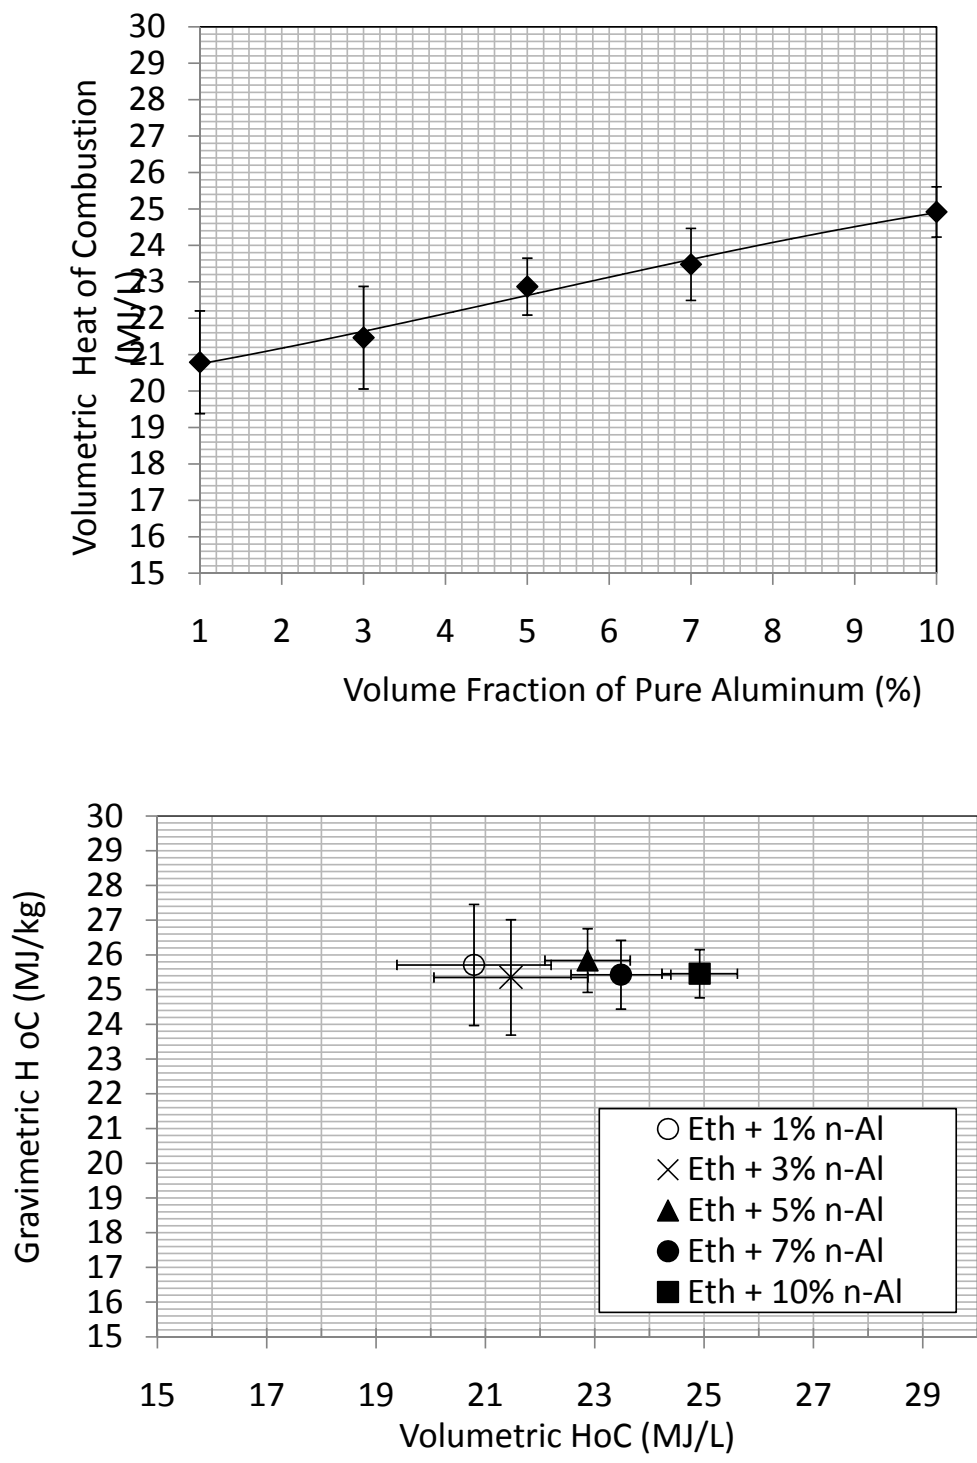 30
29
28
27
26
25
24
23
22
21
20
19
18
17
16
15
Volumetric Heat of Combustion
(MJ/L)
1 2 3 4 5 6 7 8 9 10
Volume Fraction of Pure Aluminum (%)
30
29
28
27
26
25
24
23
22
21
20
19
18
17
16
15
Gravimetric H oC (MJ/kg)
Eth + 1% n-Al
Eth + 3% n-Al
Eth + 5% n-Al
Eth + 7% n-Al
Eth + 10% n-Al
15 17 19 21 23 25 27 29
Volumetric HoC (MJ/L)